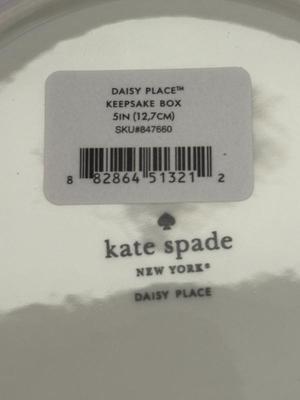 DAISY PLACE™
KEEPSAKE BOX
5IN (12,7CM)
SKU#847660
8 82864 51321 2
kate spade
NEW YORK®
DAISY PLACE